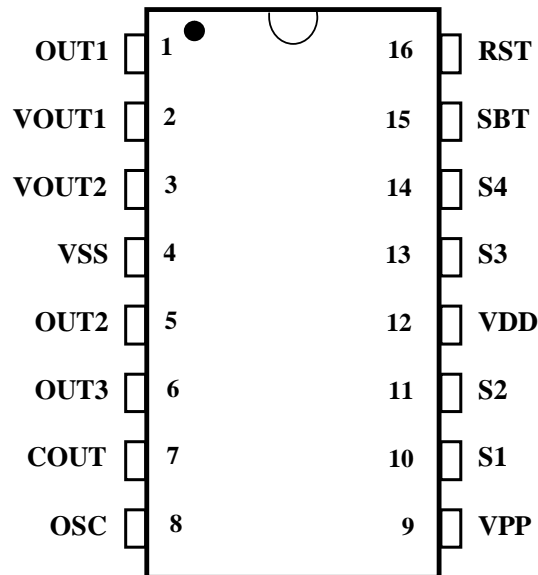 OUT1 1 16 RST
VOUT1 2 15 SBT
VOUT2 3 14 S4
VSS 4 13 S3
OUT2 5 12 VDD
OUT3 6 11 S2
COUT 7 10 S1
OSC 8 9 VPP